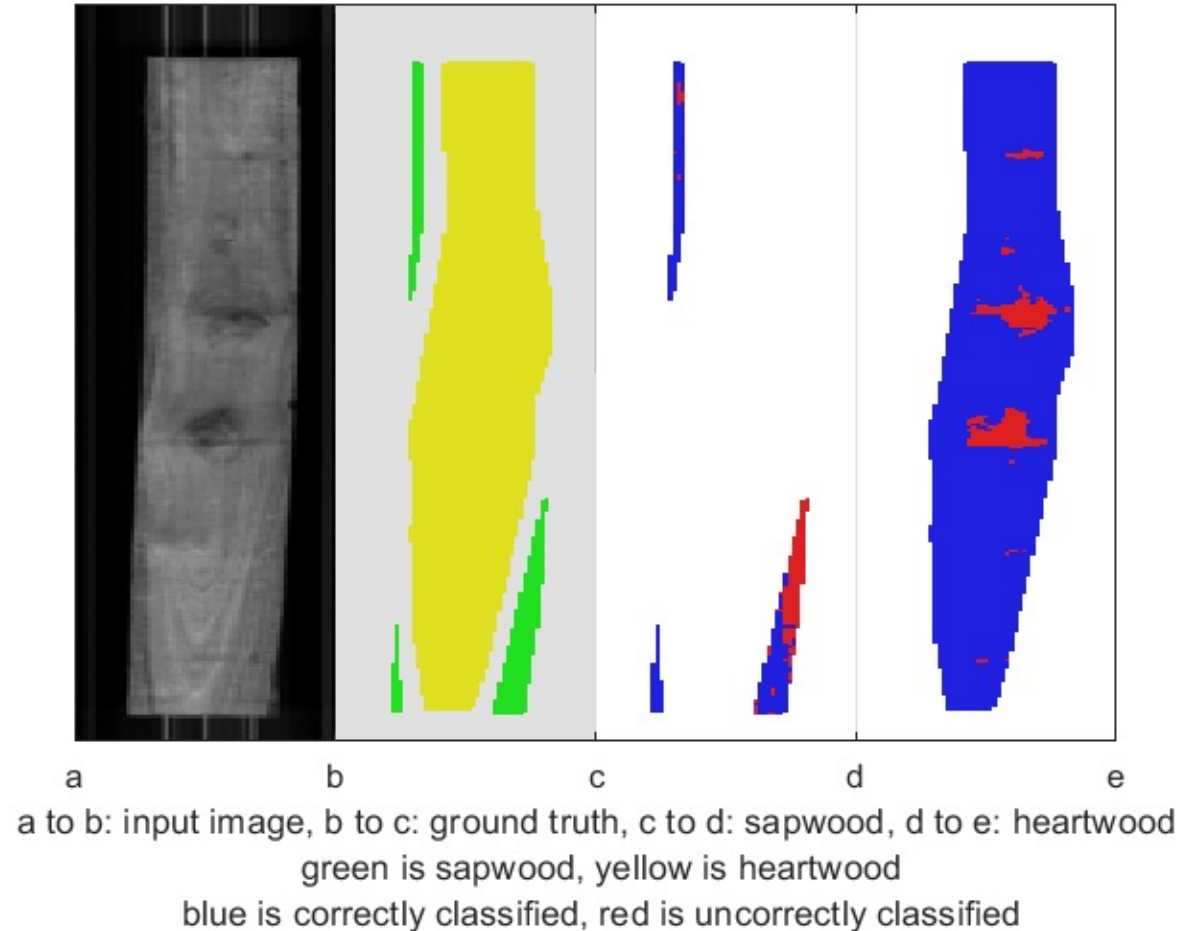 a b c d e
a to b: input image, b to c: ground truth, c to d: sapwood, d to e: heartwood
green is sapwood, yellow is heartwood
blue is correctly classified, red is uncorrectly classified